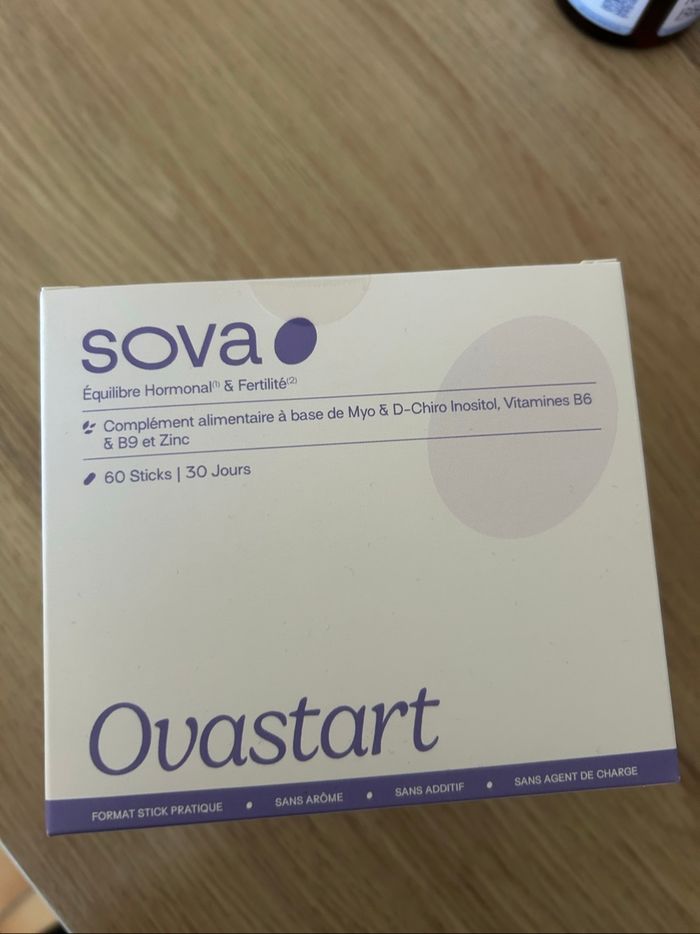 sova
Équilibre Hormonal(1) & Fertilité(2)
Complément alimentaire à base de Myo & D-Chiro Inositol, Vitamines B6
& B9 et Zinc
60 Sticks | 30 Jours
Ovastart
FORMAT STICK PRATIQUE • SANS ARÔME • SANS ADDITIF • SANS AGENT DE CHARGE